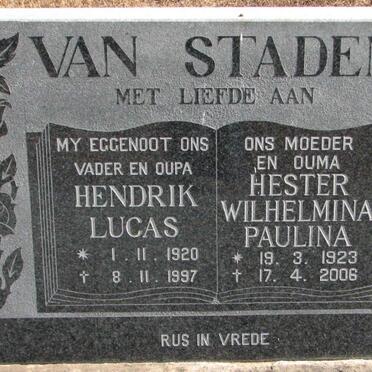 VAN STADEN
MET LIEFDE AAN
MY EGGENOOT ONS
VADER EN OUPA
HENDRIK
LUCAS
* 1. 11. 1920
† 8. 11. 1997
ONS MOEDER
EN OUMA
HESTER
WILHELMINA
PAULINA
* 19. 3. 1923
† 17. 4. 2006
RUS IN VREDE